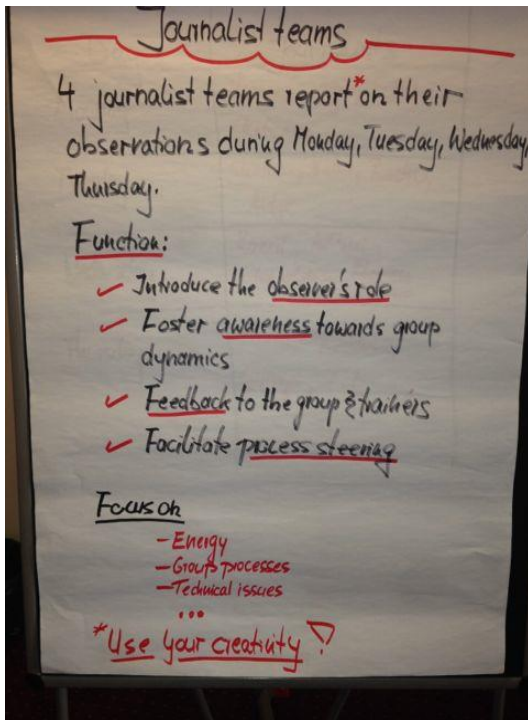 Journalist teams
4 journalist teams report* on their
observations during Monday, Tuesday, Wednesday,
Thursday.
Function:
✓ Introduce the observer's role
✓ Foster awareness towards group
dynamics
✓ Feedback to the group & trainers
✓ Facilitate process steering
Focus on
- Energy
- Group processes
- Technical issues
...
*Use your creativity!